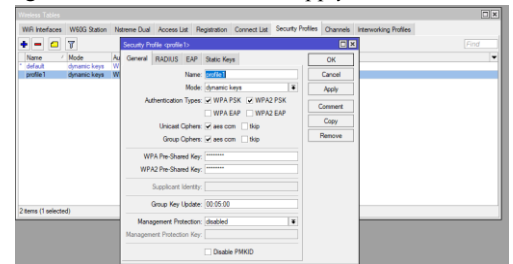 Wireless Tables
WiFi Interfaces W60G Station Nstreme Dual Access List Registration Connect List Security Profiles Channels Interworking Profiles
Find
Name Mode Au
* default dynamic keys W
profile1 dynamic keys W
2 items (1 selected)
Security Profile <profile1>
General RADIUS EAP Static Keys
Name: profile1
Mode: dynamic keys
Authentication Types: WPA PSK WPA2 PSK
WPA EAP WPA2 EAP
Unicast Ciphers: aes ccm tkip
Group Ciphers: aes ccm tkip
WPA Pre-Shared Key: ********
WPA2 Pre-Shared Key: ********
Supplicant Identity:
Group Key Update: 00:05:00
Management Protection: disabled
Management Protection Key:
Disable PMKID
OK
Cancel
Apply
Comment
Copy
Remove